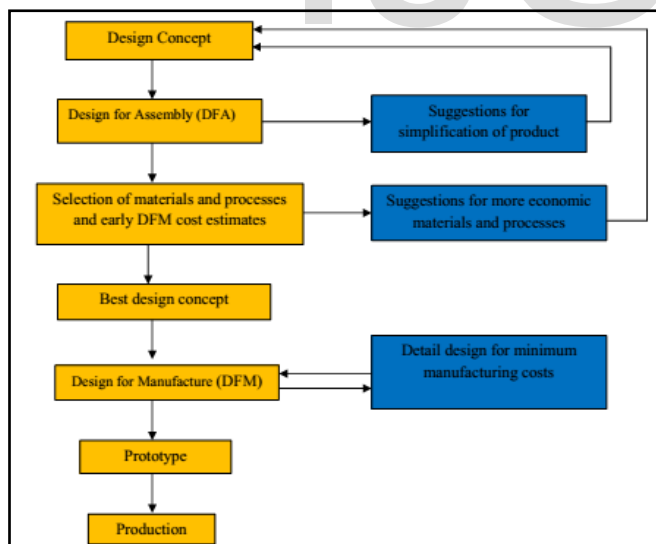 Design Concept
Design for Assembly (DFA)
Suggestions for
simplification of product
Selection of materials and processes
and early DFM cost estimates
Suggestions for more economic
materials and processes
Best design concept
Detail design for minimum
manufacturing costs
Design for Manufacture (DFM)
Prototype
Production